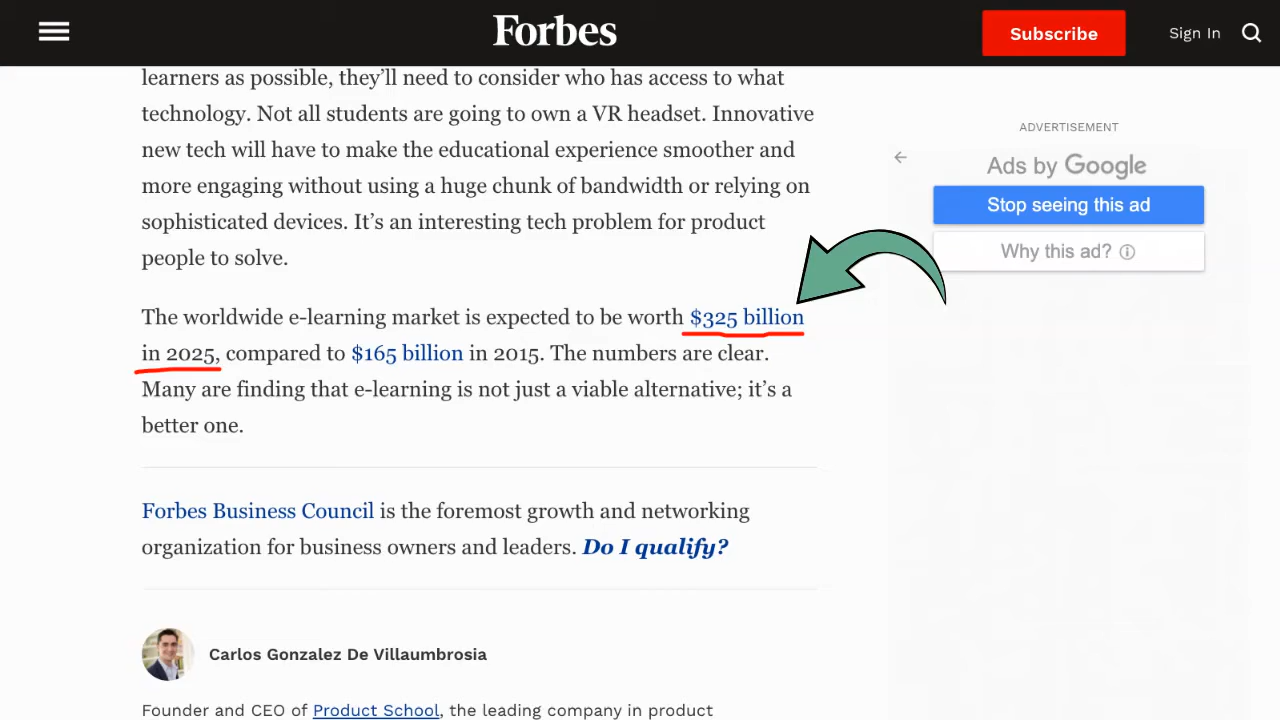 Forbes
Subscribe
Sign In
learners as possible, they’ll need to consider who has access to what
technology. Not all students are going to own a VR headset. Innovative
new tech will have to make the educational experience smoother and
more engaging without using a huge chunk of bandwidth or relying on
sophisticated devices. It’s an interesting tech problem for product
people to solve.
The worldwide e-learning market is expected to be worth $325 billion
in 2025, compared to $165 billion in 2015. The numbers are clear.
Many are finding that e-learning is not just a viable alternative; it’s a
better one.
Forbes Business Council is the foremost growth and networking
organization for business owners and leaders. Do I qualify?
Carlos Gonzalez De Villaumbrosia
Founder and CEO of Product School, the leading company in product
ADVERTISEMENT
Ads by Google
Stop seeing this ad
Why this ad?